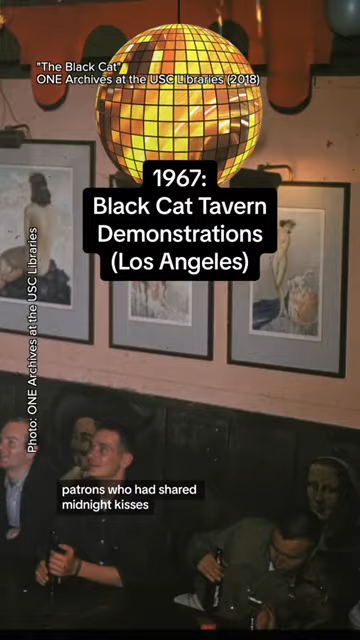 "The Black Cat"
ONE Archives at the USC Libraries (2018)
1967:
Black Cat Tavern
Demonstrations
(Los Angeles)
Photo: ONE Archives at the USC Libraries
patrons who had shared
midnight kisses